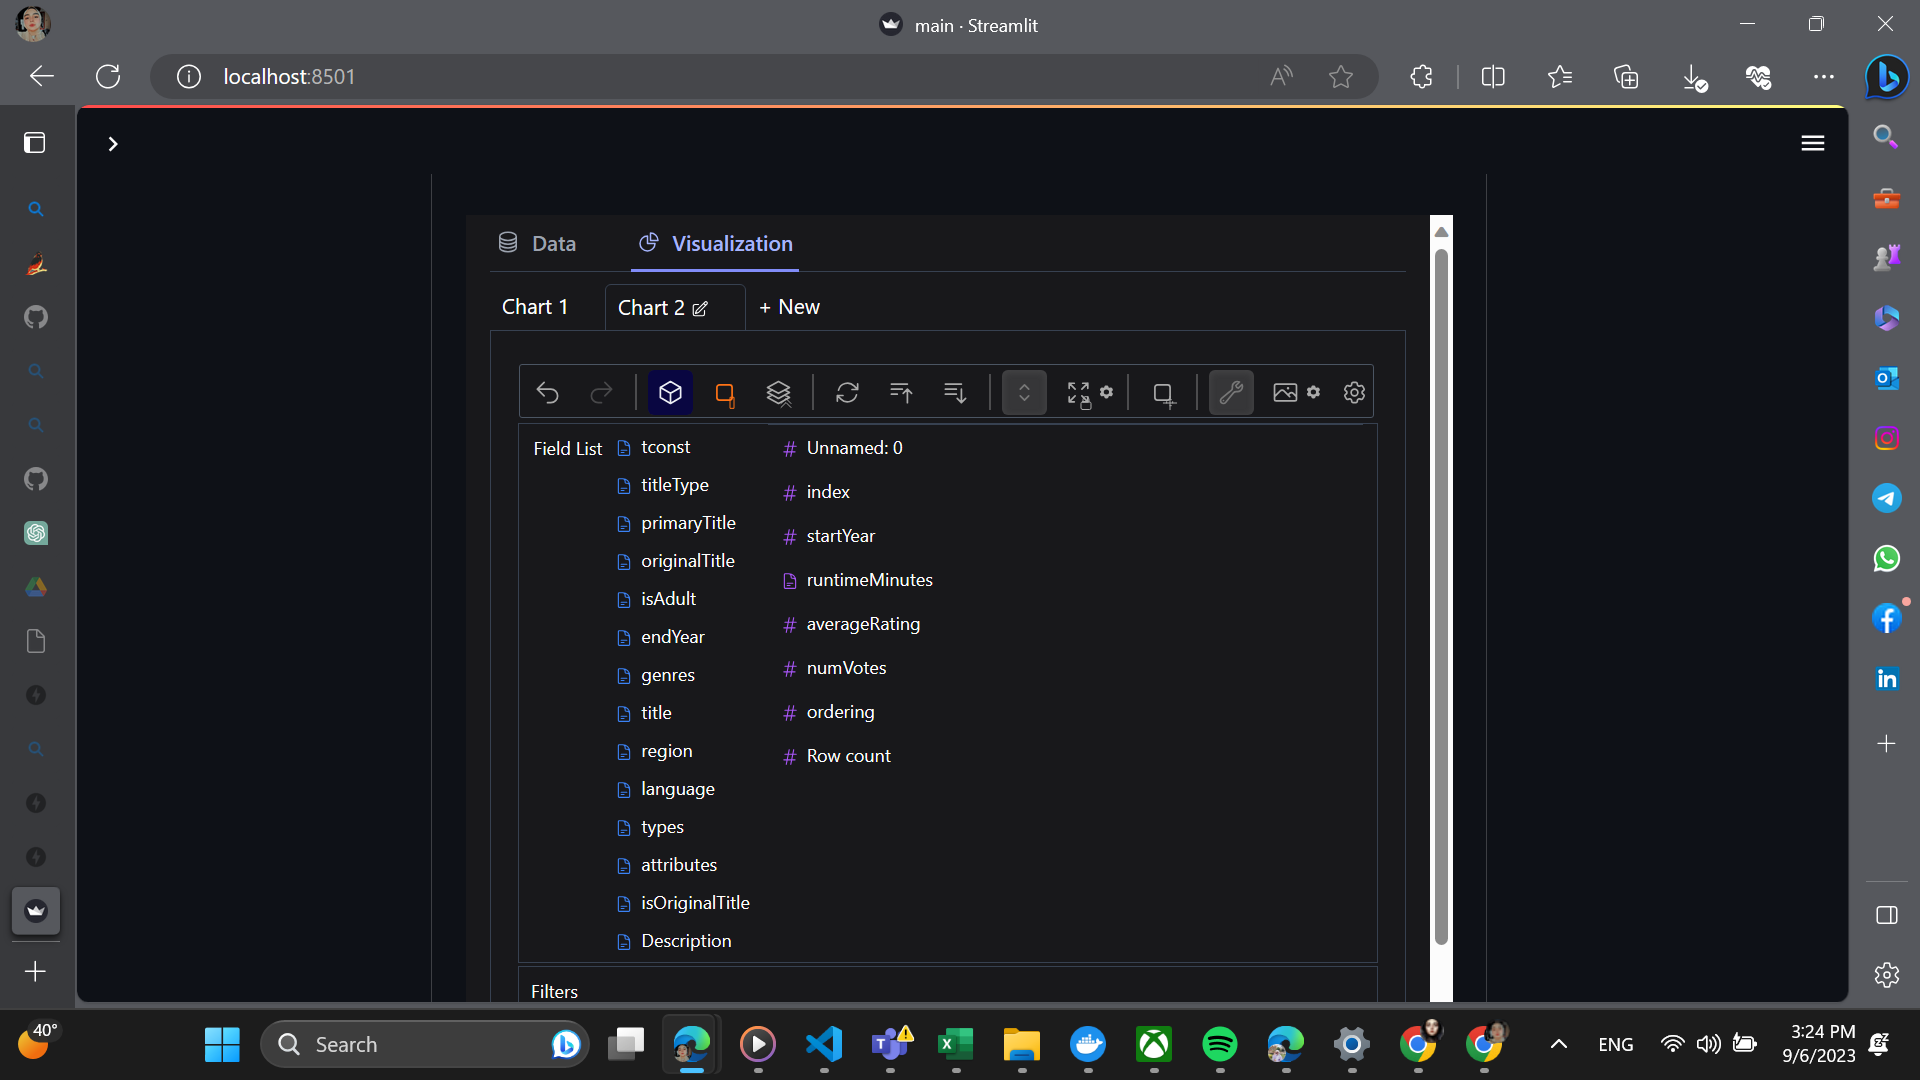 main · Streamlit
localhost:8501
Data
Visualization
Chart 1
Chart 2
+ New
Field List
tconst
titleType
primaryTitle
originalTitle
isAdult
endYear
genres
title
region
language
types
attributes
isOriginalTitle
Description
# Unnamed: 0
# index
# startYear
runtimeMinutes
# averageRating
# numVotes
# ordering
# Row count
Filters
40°
Search
ENG
3:24 PM
9/6/2023